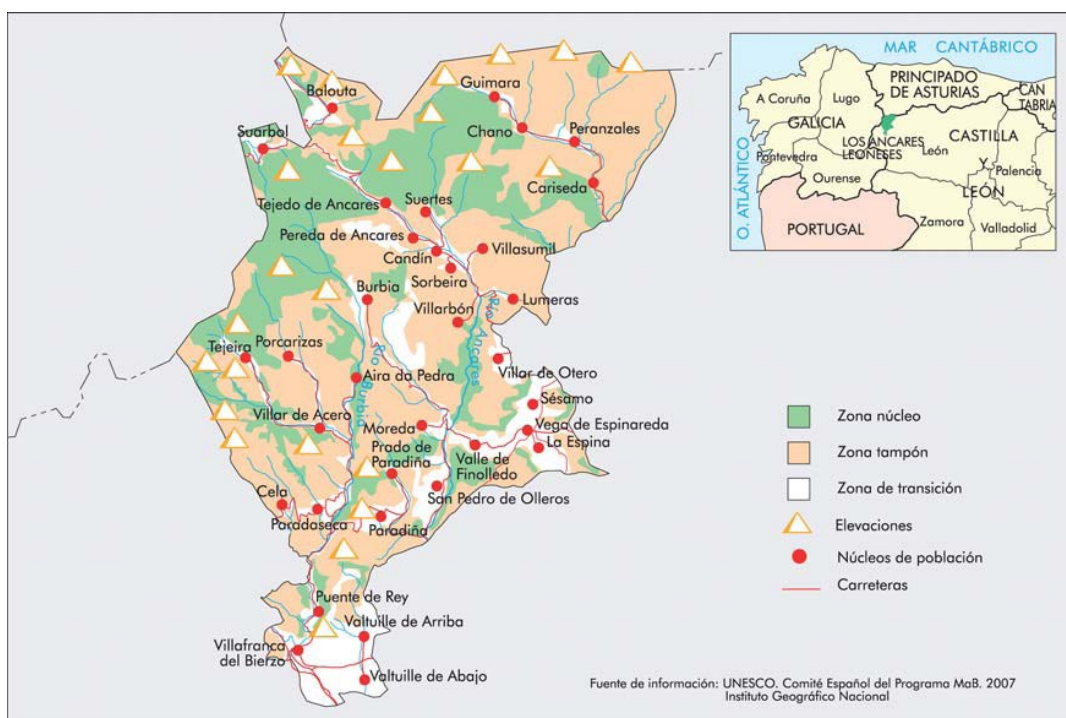 Balouta
Guimara
Suarbol
Chano
Peranzales
Cariseda
Tejedo de Ancares
Suertes
Pereda de Ancares
Candín
Villasumil
Sorbeira
Burbia
Villarbón
Lumeras
Río Ancares
Tejeira
Porcarizas
Río Burbia
Aira da Pedra
Villar de Otero
Sésamo
Villar de Acero
Moreda
Vega de Espinareda
La Espina
Prado de
Paradiña
Valle de
Finolledo
Cela
San Pedro de Olleros
Paradaseca
Paradiña
Puente de Rey
Valtuille de Arriba
Villafranca
del Bierzo
Valtuille de Abajo
MAR CANTÁBRICO
PRINCIPADO
DE ASTURIAS
CAN
TABRIA
A Coruña
Lugo
GALICIA
LOS ANCARES
LEONESES
León
CASTILLA
Y
LEÓN
Palencia
Pontevedra
Ourense
O. ATLÁNTICO
PORTUGAL
Zamora
Valladolid
Zona núcleo
Zona tampón
Zona de transición
Elevaciones
Núcleos de población
Carreteras
Fuente de información: UNESCO. Comité Español del Programa MaB. 2007
Instituto Geográfico Nacional